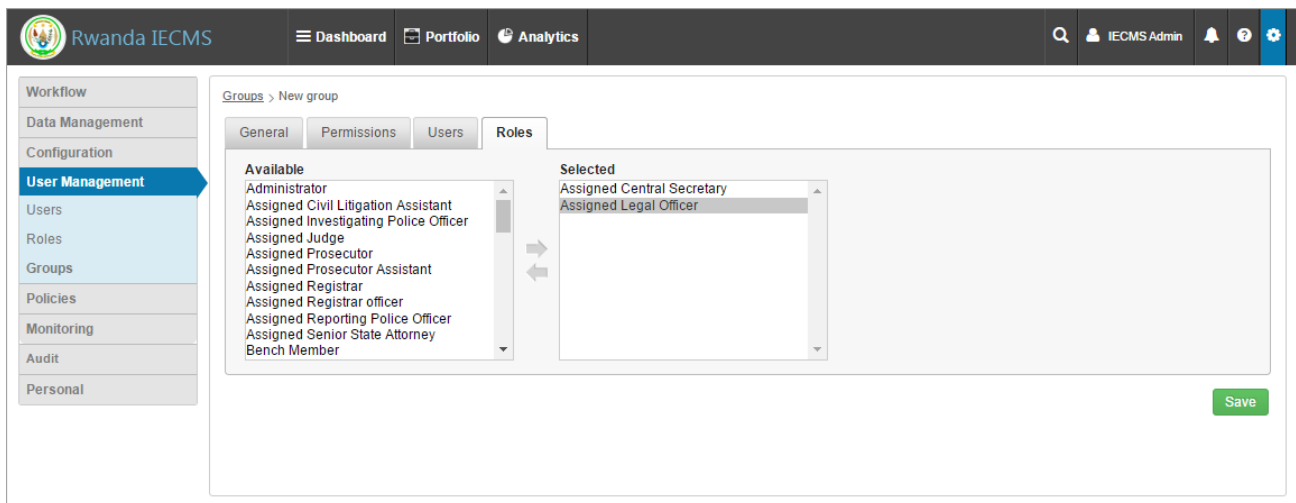 Rwanda IECMS
Dashboard
Portfolio
Analytics
IECMS Admin
Workflow
Data Management
Configuration
User Management
Users
Roles
Groups
Policies
Monitoring
Audit
Personal
Groups > New group
General
Permissions
Users
Roles
Available
Administrator
Assigned Civil Litigation Assistant
Assigned Investigating Police Officer
Assigned Judge
Assigned Prosecutor
Assigned Prosecutor Assistant
Assigned Registrar
Assigned Registrar officer
Assigned Reporting Police Officer
Assigned Senior State Attorney
Bench Member
Selected
Assigned Central Secretary
Assigned Legal Officer
Save